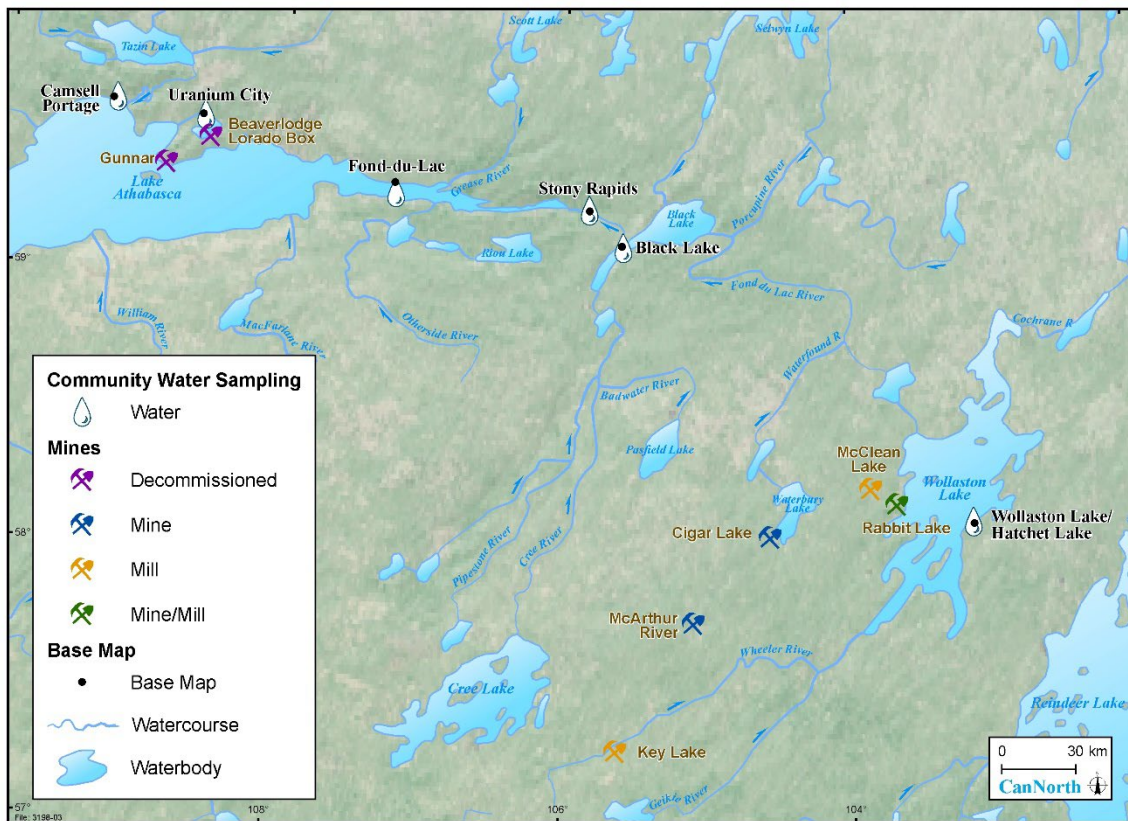 Scott Lake
Selwyn Lake
Tazin Lake
Camsell
Portage
Uranium City
Beaverlodge
Lorado Box
Gunnar
Lake
Athabasca
Fond-du-Lac
Grease River
Stony Rapids
Black
Lake
Porcupine River
Riou Lake
Black Lake
59°
Fond du Lac River
William River
MacFarlane River
Otherside River
Cochrane R
Waterfound R
Badwater River
Pasfield Lake
McClean
Lake
Wollaston
Lake
Waterbury
Lake
Rabbit Lake
58°
Cigar Lake
Wollaston Lake/
Hatchet Lake
Pipestone River
Cree River
McArthur
River
Wheeler River
Cree Lake
Reindeer Lake
Key Lake
Geikie River
Community Water Sampling
Water
Mines
Decommissioned
Mine
Mill
Mine/Mill
Base Map
Base Map
Watercourse
Waterbody
0 30 km
CanNorth
57°
108°
106°
104°
File: 3198-03